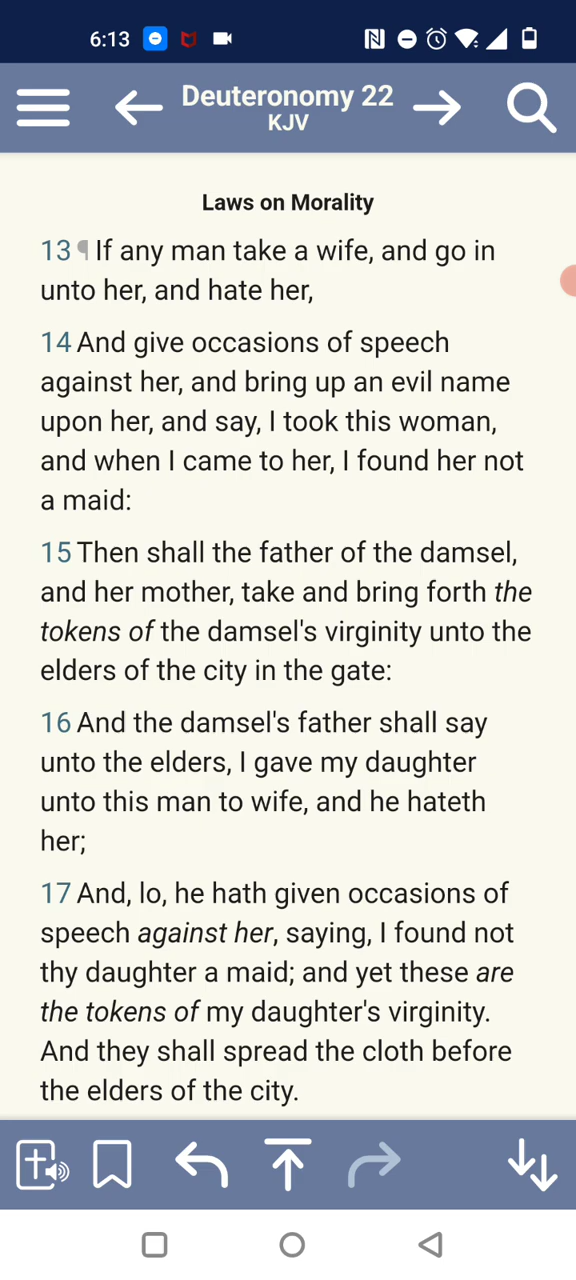 6:13
Deuteronomy 22
KJV
Laws on Morality
13 ¶ If any man take a wife, and go in
unto her, and hate her,
14 And give occasions of speech
against her, and bring up an evil name
upon her, and say, I took this woman,
and when I came to her, I found her not
a maid:
15 Then shall the father of the damsel,
and her mother, take and bring forth the
tokens of the damsel's virginity unto the
elders of the city in the gate:
16 And the damsel's father shall say
unto the elders, I gave my daughter
unto this man to wife, and he hateth
her;
17 And, lo, he hath given occasions of
speech against her, saying, I found not
thy daughter a maid; and yet these are
the tokens of my daughter's virginity.
And they shall spread the cloth before
the elders of the city.